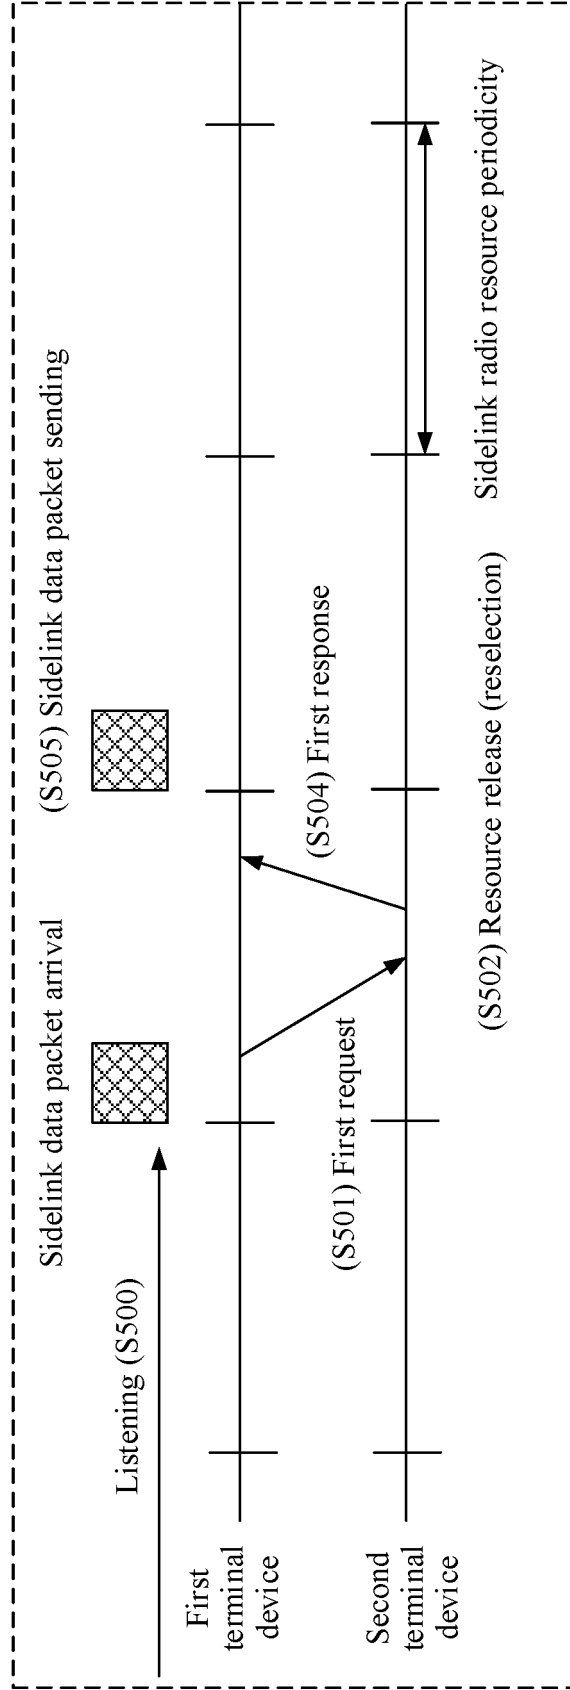 Sidelink data packet arrival
(S505) Sidelink data packet sending
Listening (S500)
First
terminal
device
(S504) First response
(S501) First request
Second
terminal
device
(S502) Resource release (reselection)
Sidelink radio resource periodicity